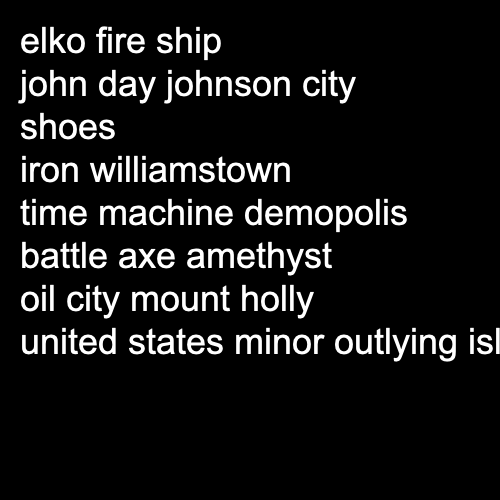 elko fire ship
john day johnson city
shoes
iron williamstown
time machine demopolis
battle axe amethyst
oil city mount holly
united states minor outlying isl